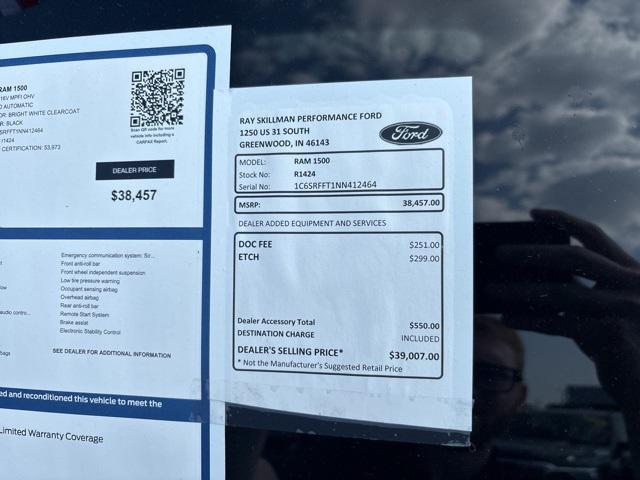 RAM 1500
16V MPFI OHV
AUTOMATIC
OR: BRIGHT WHITE CLEARCOAT
R: BLACK
SRFFT1NN412464
r1424
CERTIFICATION: 53,973
Scan QR code for more
vehicle info including a
CARFAX Report.
DEALER PRICE
$38,457
Emergency communication system: Sir...
Front anti-roll bar
Front wheel independent suspension
Low tire pressure warning
Occupant sensing airbag
Overhead airbag
Rear anti-roll bar
audio contro... Remote Start System
Brake assist
Electronic Stability Control
bags
SEE DEALER FOR ADDITIONAL INFORMATION
ed and reconditioned this vehicle to meet the
Limited Warranty Coverage
RAY SKILLMAN PERFORMANCE FORD
1250 US 31 SOUTH
GREENWOOD, IN 46143
Ford
MODEL: RAM 1500
Stock No: R1424
Serial No: 1C6SRFFT1NN412464
MSRP: 38,457.00
DEALER ADDED EQUIPMENT AND SERVICES
DOC FEE $251.00
ETCH $299.00
Dealer Accessory Total $550.00
DESTINATION CHARGE INCLUDED
DEALER'S SELLING PRICE* $39,007.00
* Not the Manufacturer's Suggested Retail Price